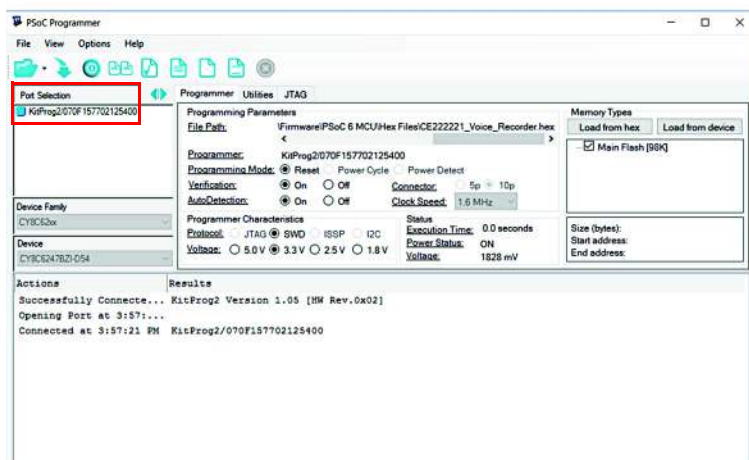 PSoC Programmer
File View Options Help
Port Selection
KitProg2/070F157702125400
Device Family
CY8C62xx
Device
CY8C6247BZI-D54
Programmer Utilities JTAG
Programming Parameters
File Path: \Firmware\PSoC 6 MCU\Hex Files\CE222221_Voice_Recorder.hex
Programmer: KitProg2/070F157702125400
Programming Mode: Reset Power Cycle Power Detect
Verification: On Off Connector: 5p 10p
AutoDetection: On Off Clock Speed: 1.6 MHz
Programmer Characteristics
Protocol: JTAG SWD ISSP I2C
Voltage: 5.0 V 3.3 V 2.5 V 1.8 V
Status
Execution Time: 0.0 seconds
Power Status: ON
Voltage: 1828 mV
Memory Types
Load from hex Load from device
Main Flash [98K]
Size (bytes):
Start address:
End address:
Actions Results
Successfully Connecte... KitProg2 Version 1.05 [HW Rev.0x02]
Opening Port at 3:57:...
Connected at 3:57:21 PM KitProg2/070F157702125400